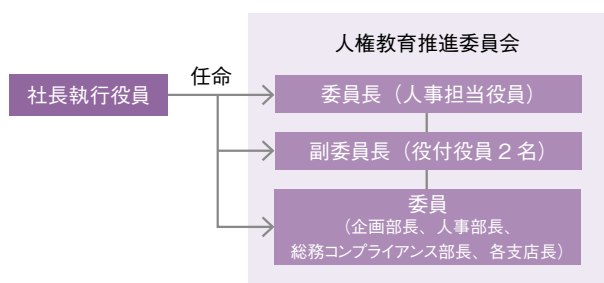 人権教育推進委員会
社長執行役員
任命
委員長（人事担当役員）
副委員長（役付役員２名）
委員
（企画部長、人事部長、
総務コンプライアンス部長、各支店長）